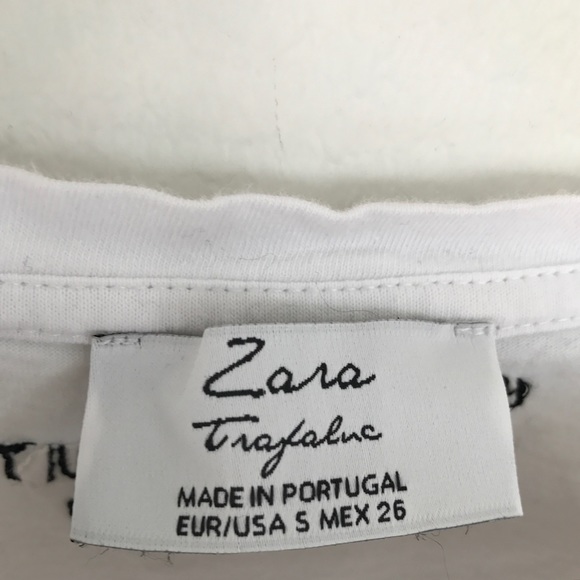 Zara
Trafaluc
MADE IN PORTUGAL
EUR/USA S MEX 26